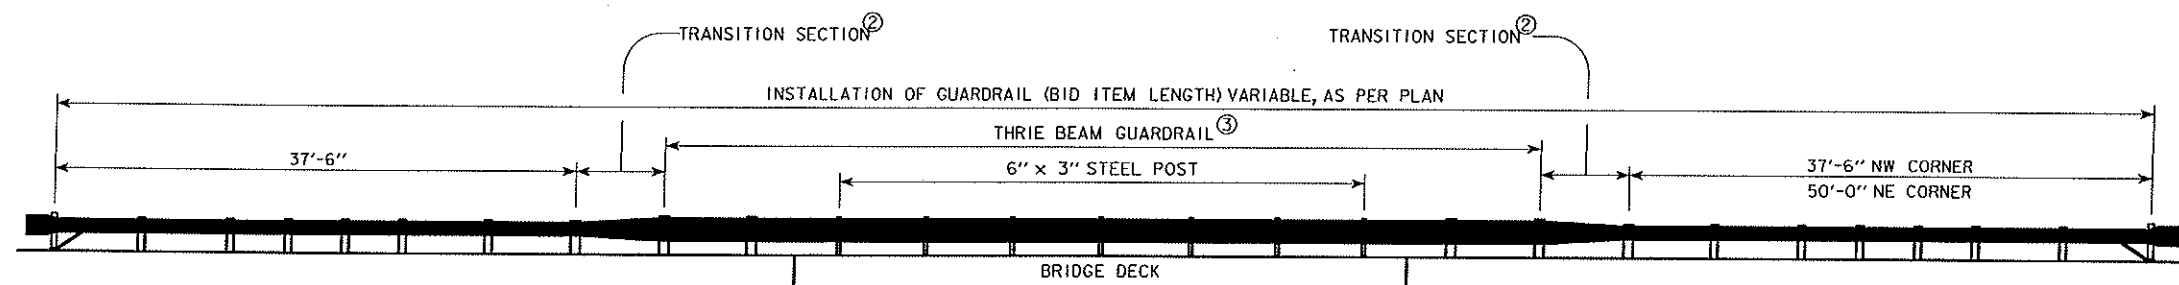 TRANSITION SECTION②
TRANSITION SECTION②
INSTALLATION OF GUARDRAIL (BID ITEM LENGTH) VARIABLE, AS PER PLAN
THRIE BEAM GUARDRAIL③
37'-6"
6" x 3" STEEL POST
37'-6" NW CORNER
50'-0" NE CORNER
BRIDGE DECK